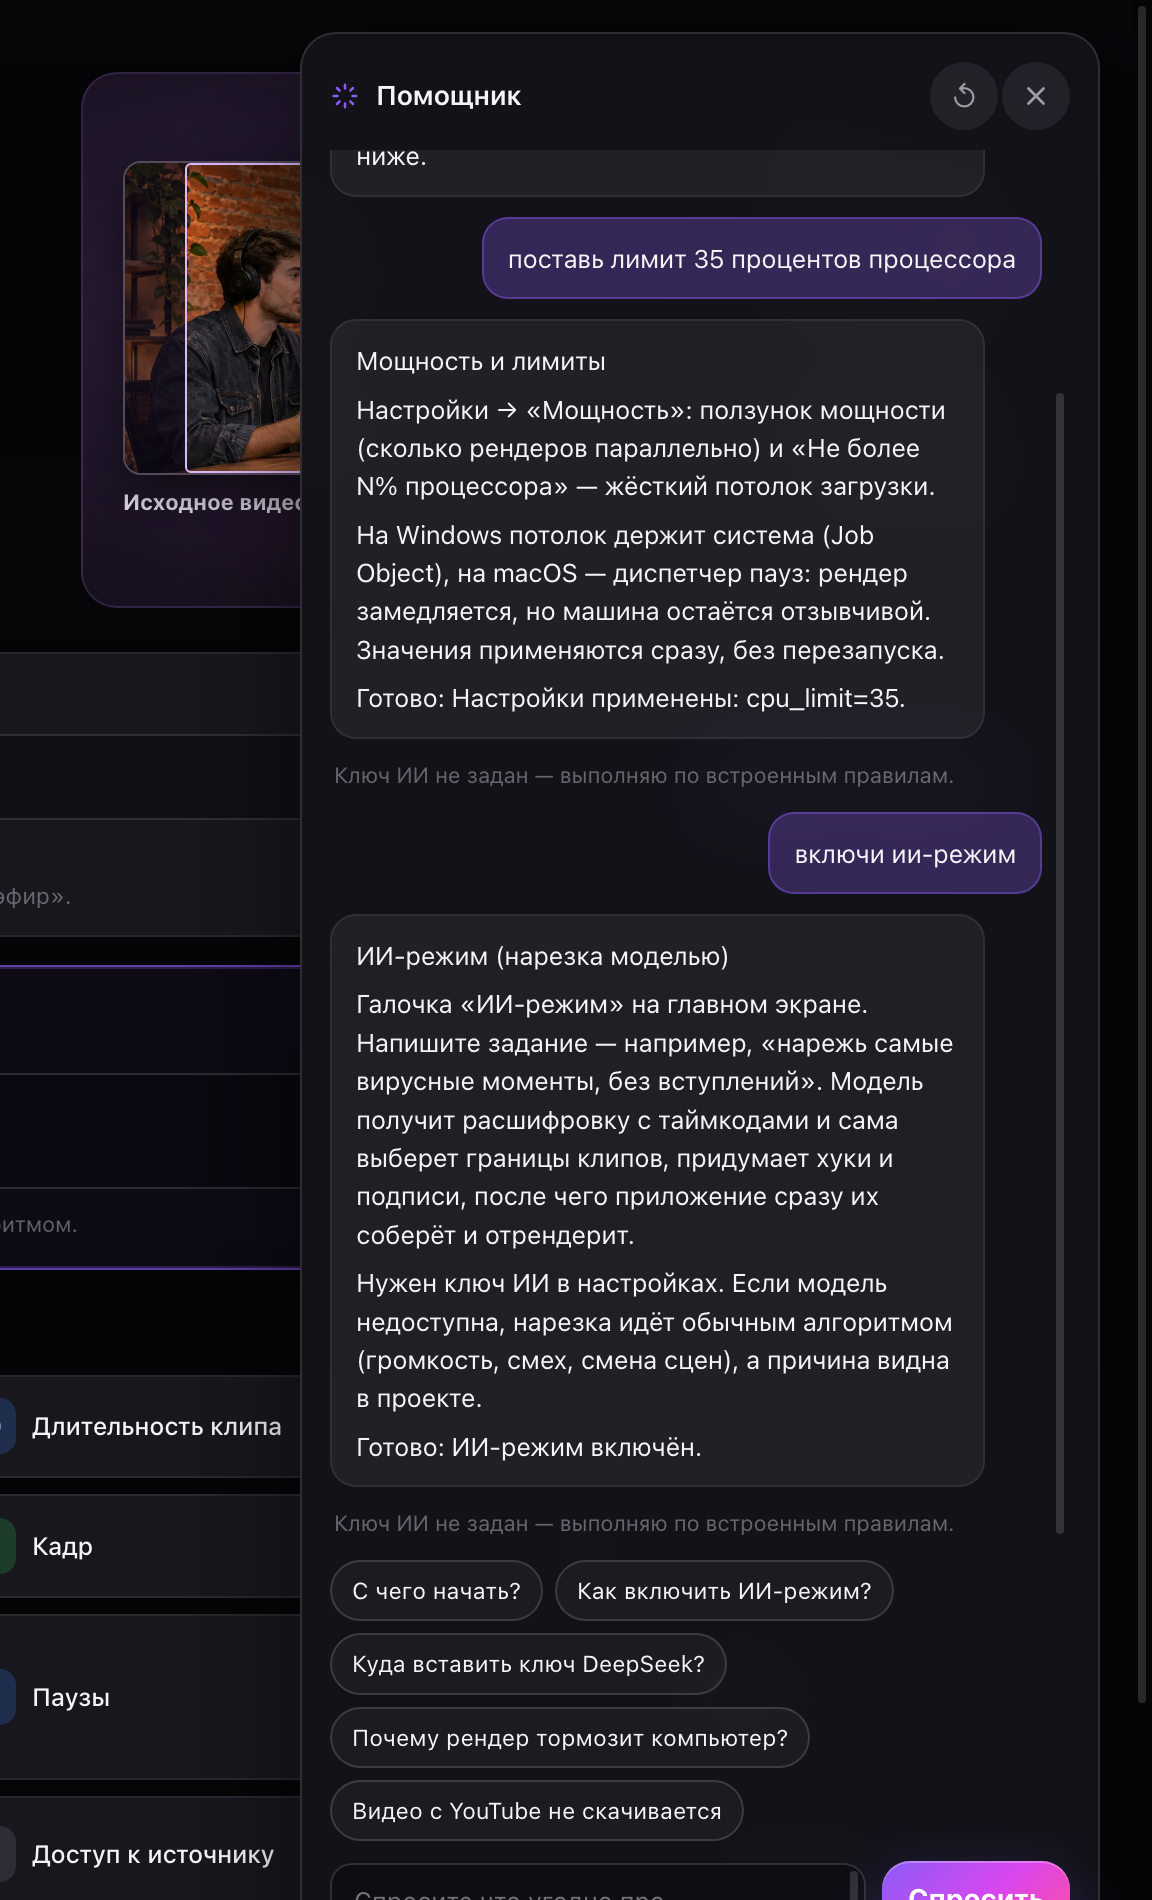 Помощник
ниже.
поставь лимит 35 процентов процессора
Мощность и лимиты
Настройки → «Мощность»: ползунок мощности
(сколько рендеров параллельно) и «Не более
N% процессора» — жёсткий потолок загрузки.
На Windows потолок держит система (Job
Object), на macOS — диспетчер пауз: рендер
замедляется, но машина остаётся отзывчивой.
Значения применяются сразу, без перезапуска.
Готово: Настройки применены: cpu_limit=35.
Ключ ИИ не задан — выполняю по встроенным правилам.
включи ии-режим
ИИ-режим (нарезка моделью)
Галочка «ИИ-режим» на главном экране.
Напишите задание — например, «нарежь самые
вирусные моменты, без вступлений». Модель
получит расшифровку с таймкодами и сама
выберет границы клипов, придумает хуки и
подписи, после чего приложение сразу их
соберёт и отрендерит.
Нужен ключ ИИ в настройках. Если модель
недоступна, нарезка идёт обычным алгоритмом
(громкость, смех, смена сцен), а причина видна
в проекте.
Готово: ИИ-режим включён.
Ключ ИИ не задан — выполняю по встроенным правилам.
С чего начать?
Как включить ИИ-режим?
Куда вставить ключ DeepSeek?
Почему рендер тормозит компьютер?
Видео с YouTube не скачивается
Спросите что угодно про
Спросить
Исходное видео
эфир».
ритмом.
Длительность клипа
Кадр
Паузы
Доступ к источнику